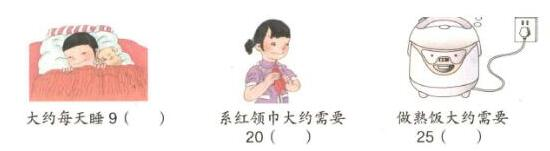 大约每天睡9（　　）
系红领巾大约需要
20（　　）
做熟饭大约需要
25（　　）